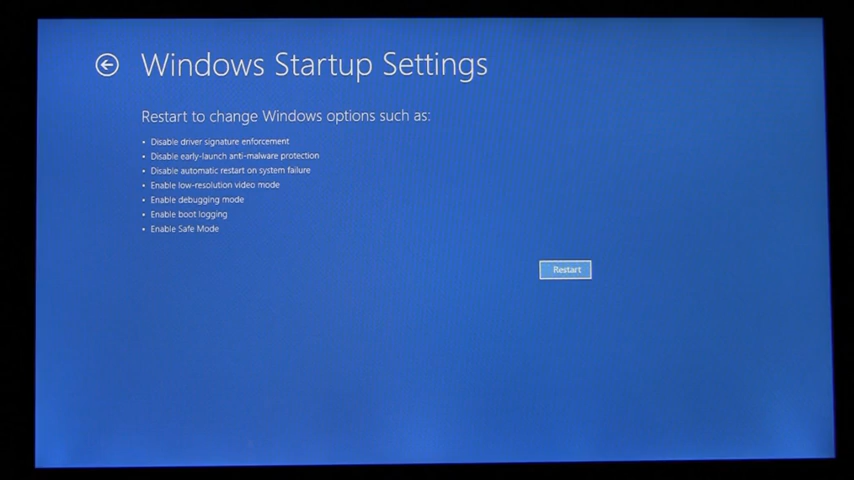 Windows Startup Settings
Restart to change Windows options such as:
• Disable driver signature enforcement
• Disable early-launch anti-malware protection
• Disable automatic restart on system failure
• Enable low-resolution video mode
• Enable debugging mode
• Enable boot logging
• Enable Safe Mode
Restart